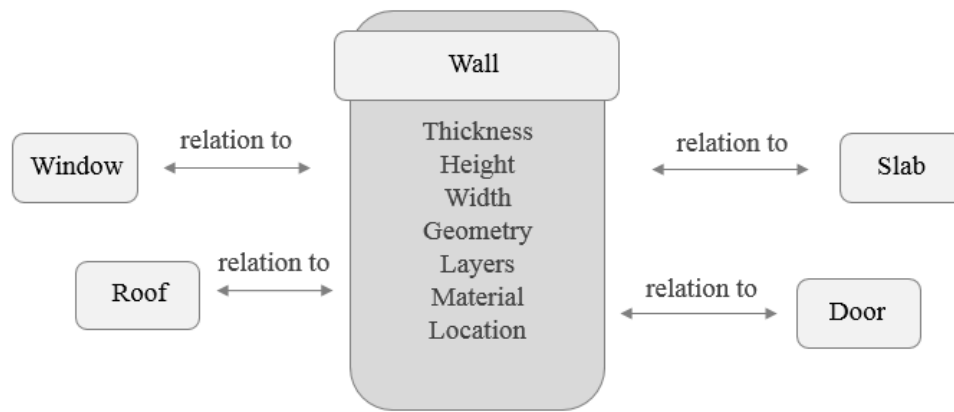 Wall
Thickness
Height
Width
Geometry
Layers
Material
Location
relation to
Window
relation to
Roof
relation to
Slab
relation to
Door